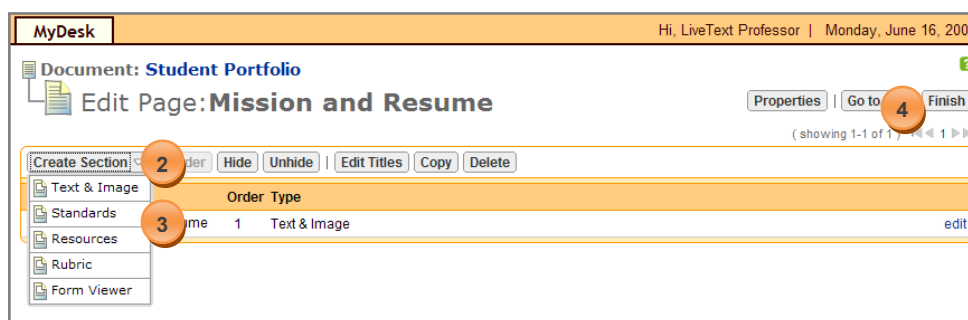 MyDesk Hi, LiveText Professor | Monday, June 16, 200
Document: Student Portfolio
Edit Page:Mission and Resume
Properties | Go to 4 Finish
( showing 1-1 of 1 ) 1
Create Section 2 der Hide Unhide | Edit Titles Copy Delete
Text & Image Order Type
Standards
3 ume 1 Text & Image edit
Resources
Rubric
Form Viewer